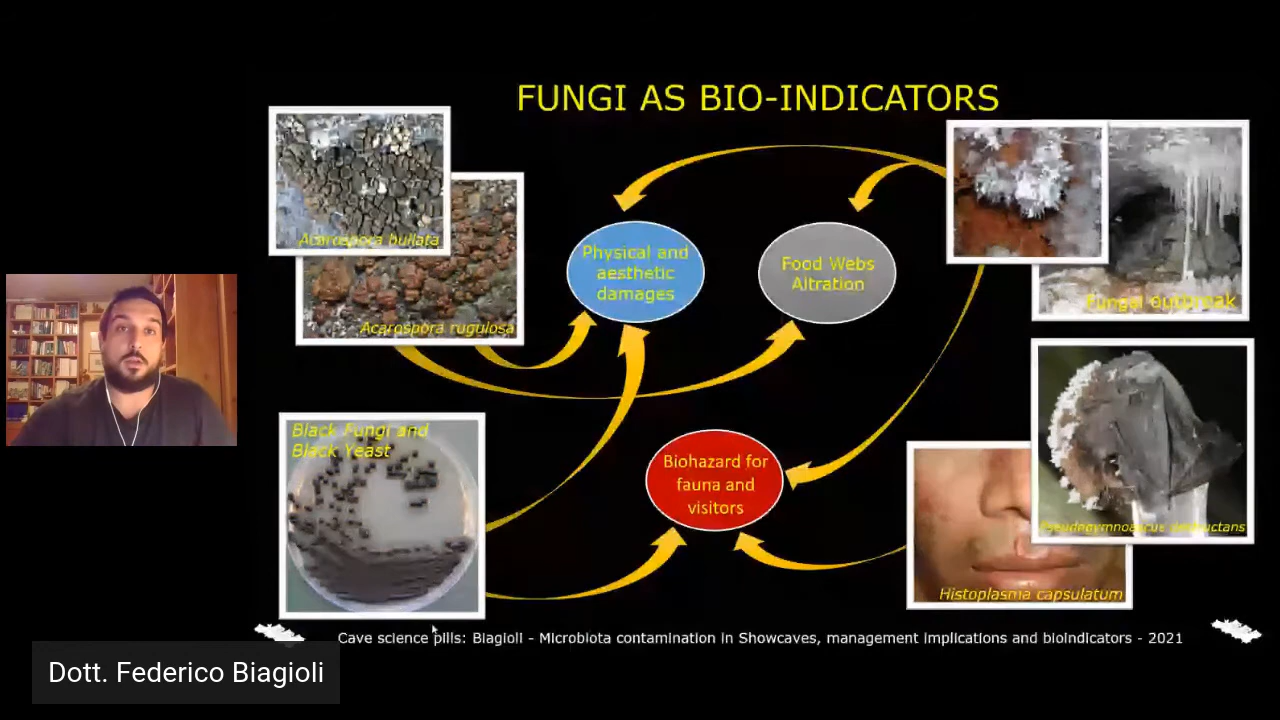 FUNGI AS BIO-INDICATORS
Acarospora bullata
Acarospora rugulosa
Physical and
aesthetic
damages
Food Webs
Altration
Fungal outbreak
Black Fungi and
Black Yeast
Biohazard for
fauna and
visitors
Pseudogymnoascus destructans
Histoplasma capsulatum
Cave science pills: Biagioli - Microbiota contamination in Showcaves, management implications and bioindicators - 2021
Dott. Federico Biagioli